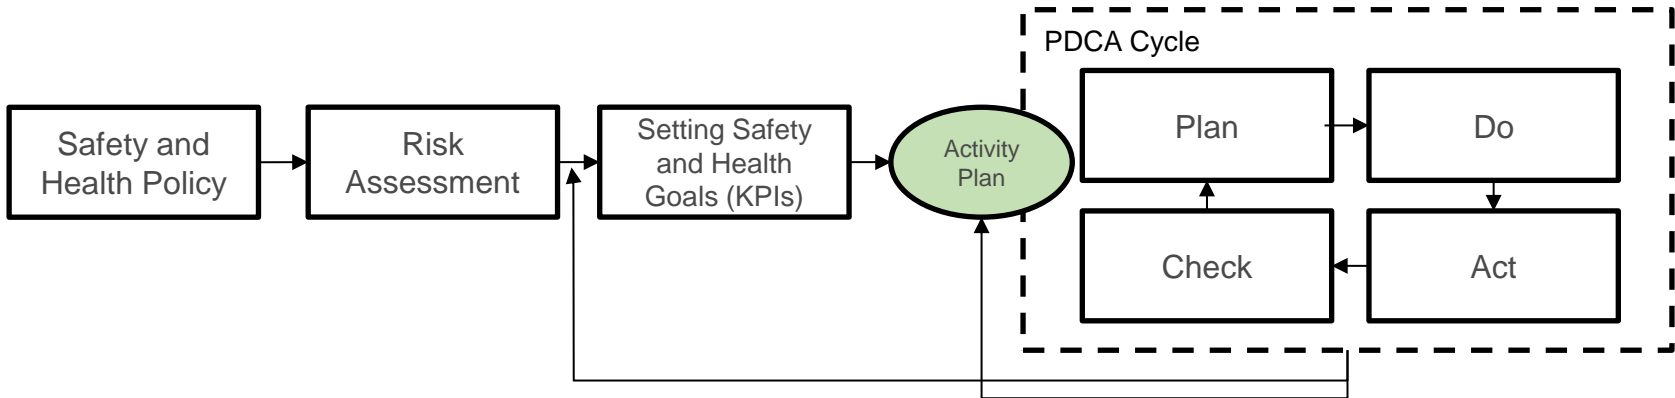 PDCA Cycle
Safety and
Health Policy
Risk
Assessment
Setting Safety
and Health
Goals (KPIs)
Activity
Plan
Plan
Do
Check
Act